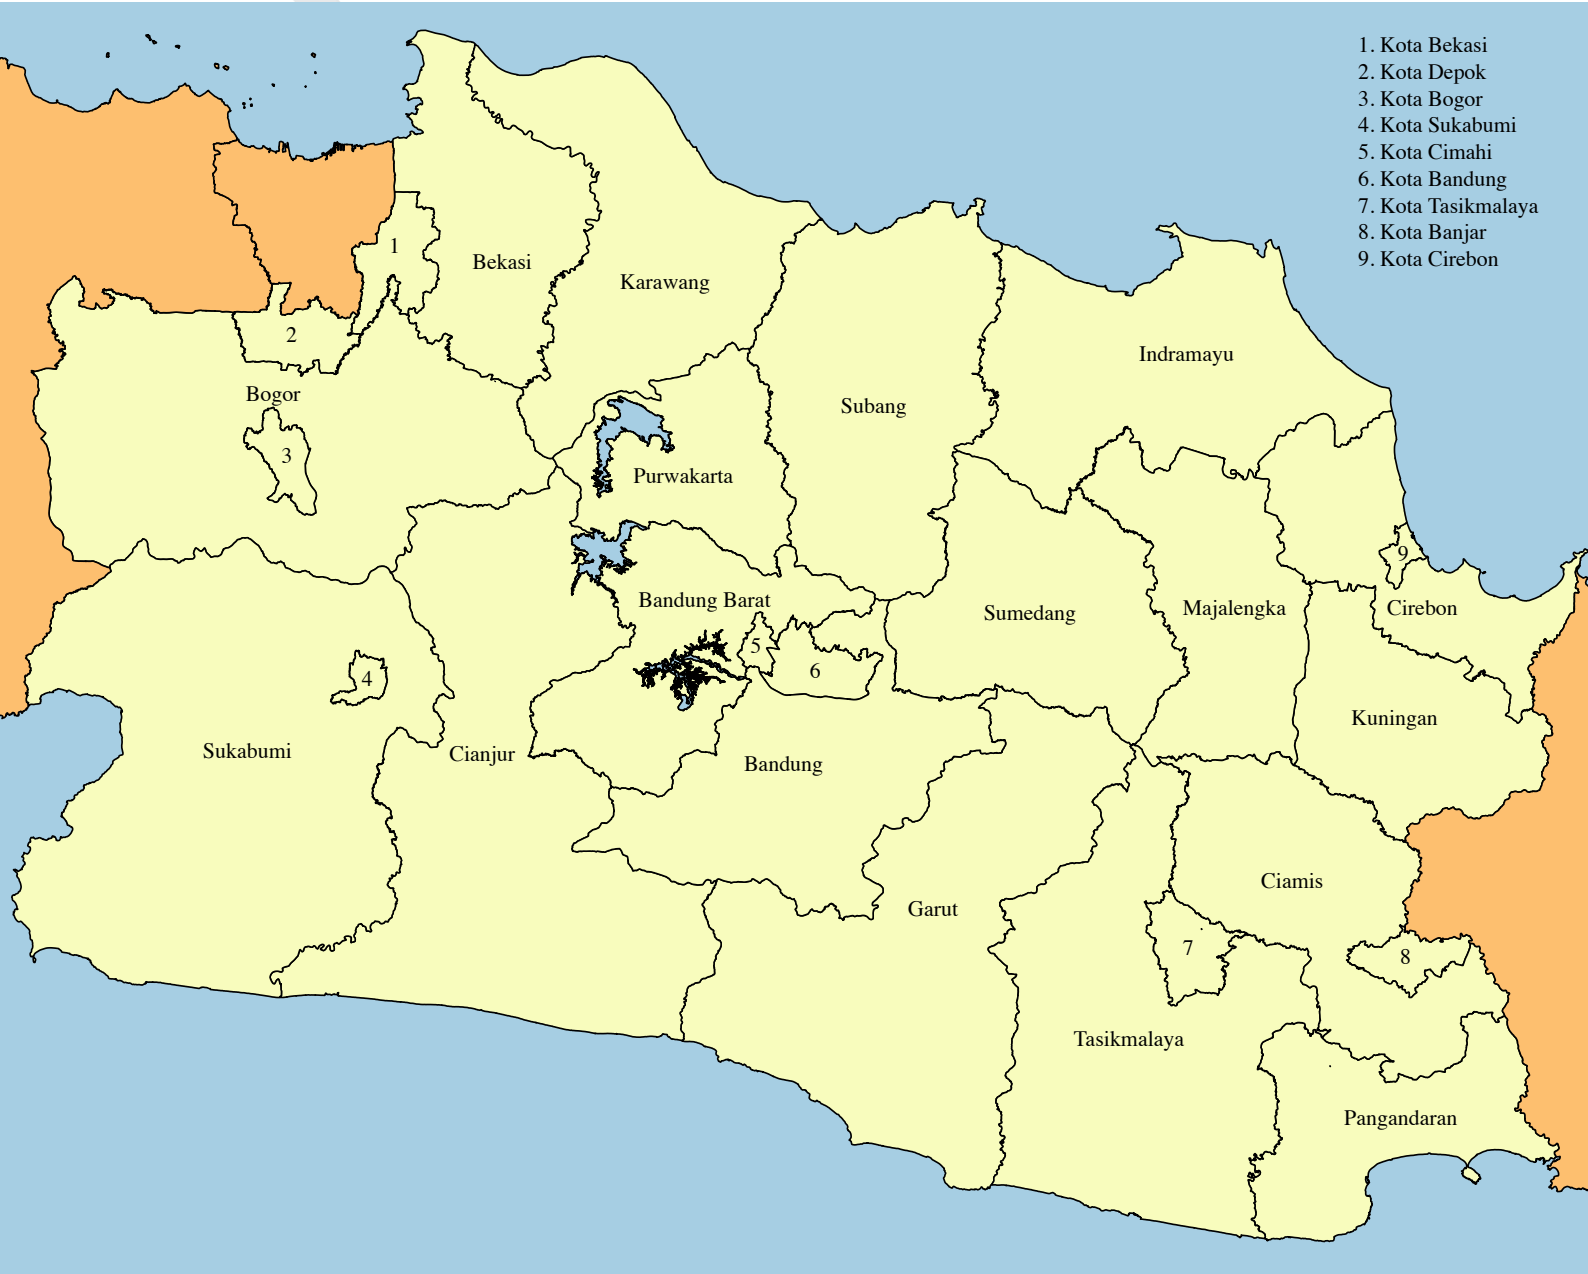 1. Kota Bekasi
2. Kota Depok
3. Kota Bogor
4. Kota Sukabumi
5. Kota Cimahi
6. Kota Bandung
7. Kota Tasikmalaya
8. Kota Banjar
9. Kota Cirebon
1
Bekasi
Karawang
2
Indramayu
Bogor
Subang
3
Purwakarta
9
Bandung Barat
Sumedang
Majalengka
Cirebon
5
6
4
Kuningan
Sukabumi
Cianjur
Bandung
Ciamis
Garut
7
8
Tasikmalaya
Pangandaran